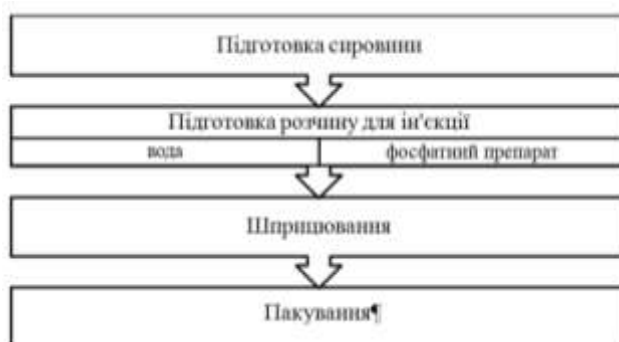 Підготовка сировини
Підготовка розчину для ін'єкції
вода фосфатний препарат
Шприцювання
Пакування¶